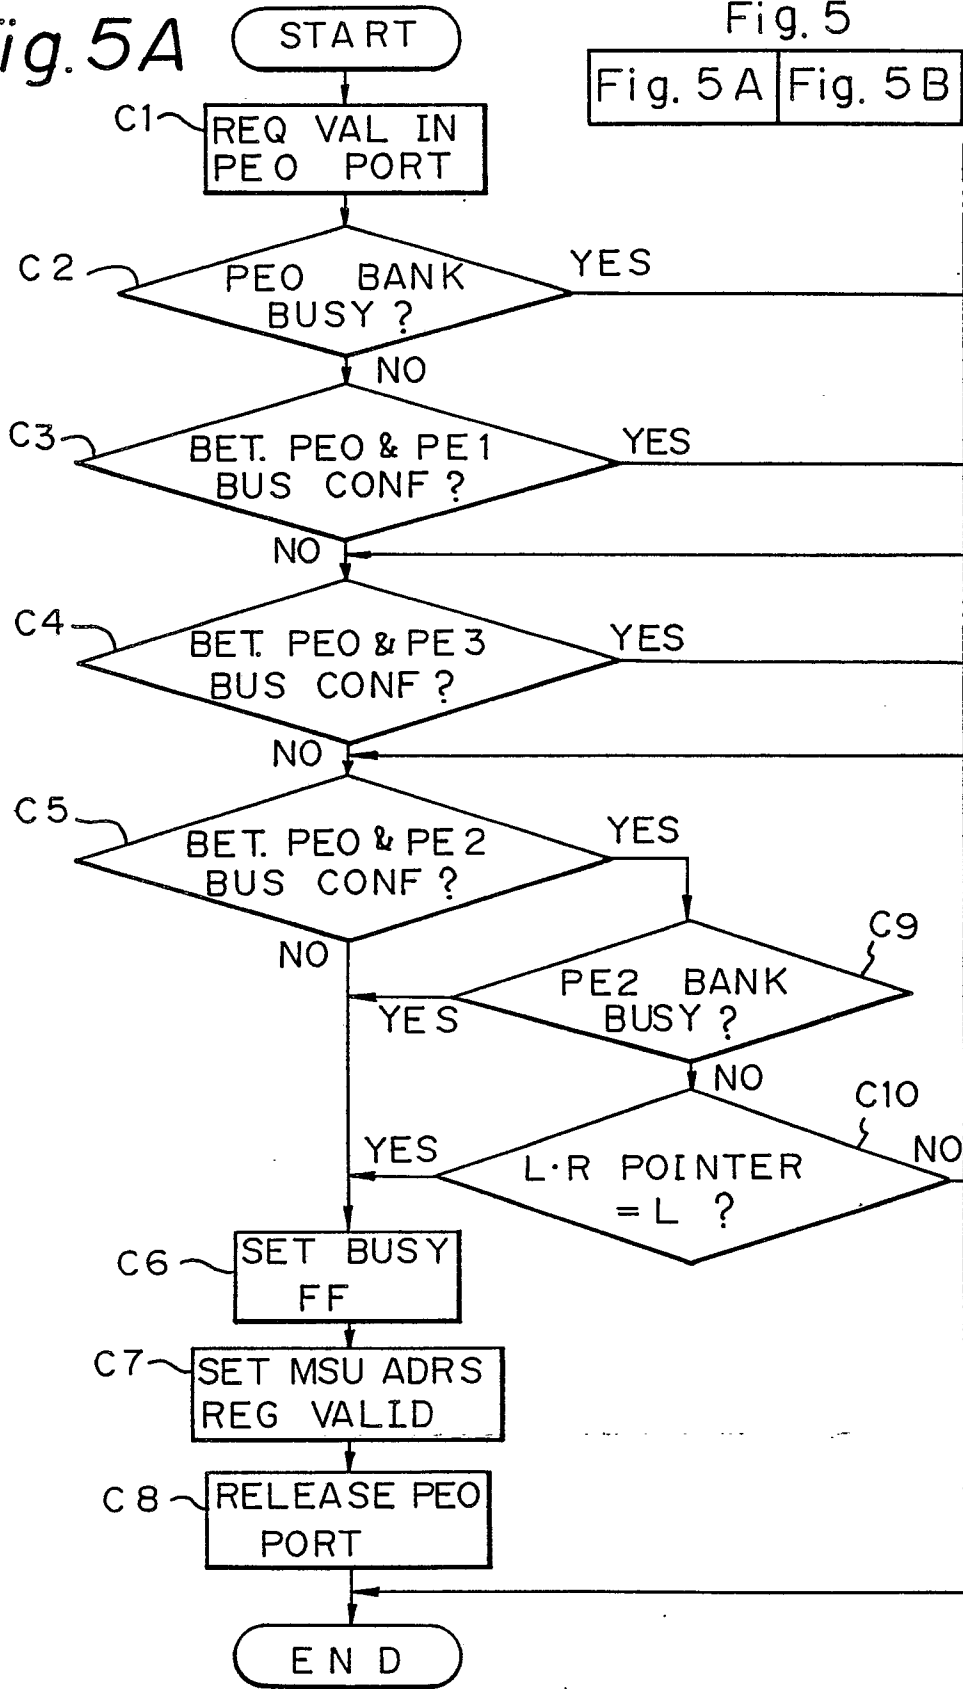 ig. 5A
START
Fig. 5
Fig. 5A Fig. 5B
C1
REQ VAL IN
PE0 PORT
C2
PE0 BANK
BUSY ?
YES
NO
C3
BET. PE0 & PE1
BUS CONF ?
YES
NO
C4
BET. PE0 & PE3
BUS CONF ?
YES
NO
C5
BET. PE0 & PE2
BUS CONF ?
YES
NO
C9
PE2 BANK
BUSY ?
YES
NO
C10
L·R POINTER
= L ?
YES
NO
C6
SET BUSY
FF
C7
SET MSU ADRS
REG VALID
C8
RELEASE PE0
PORT
END